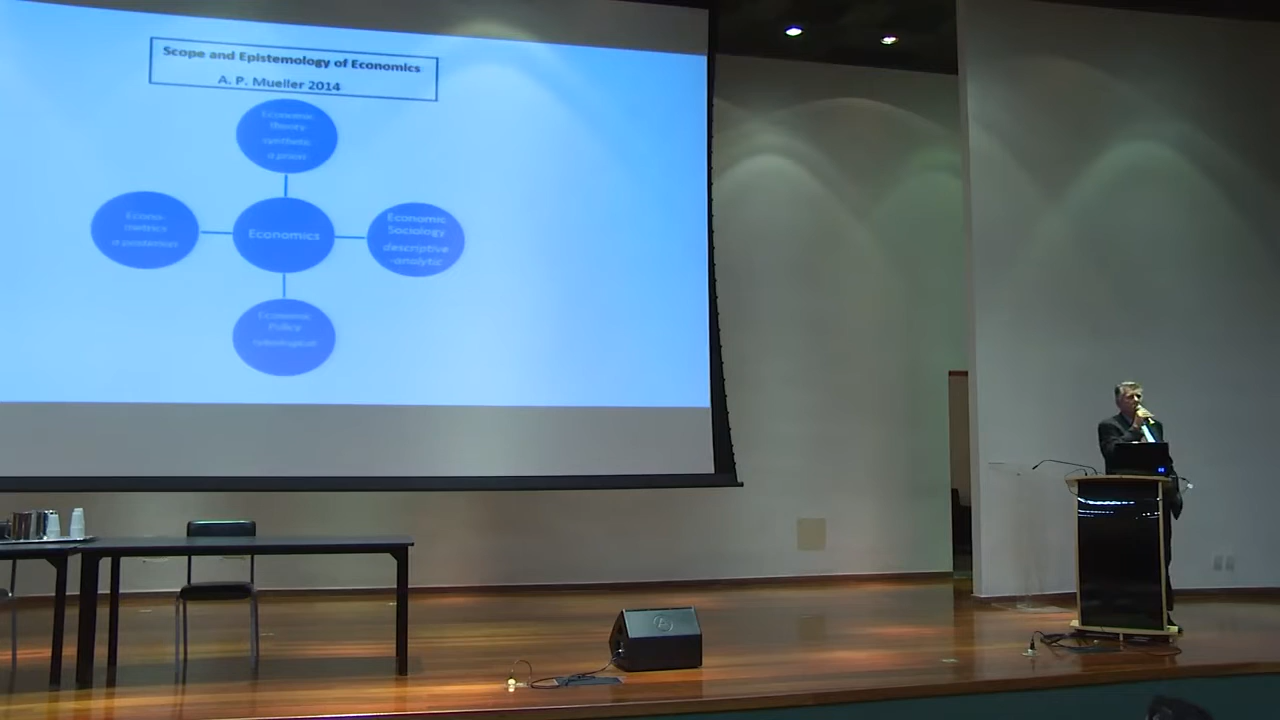 Scope and Epistemology of Economics
A. P. Mueller 2014
Economic
theory
synthetic
a priori
Econo-
metrics
a posteriori
Economics
Economic
Sociology
descriptive
-analytic
Economic
Policy